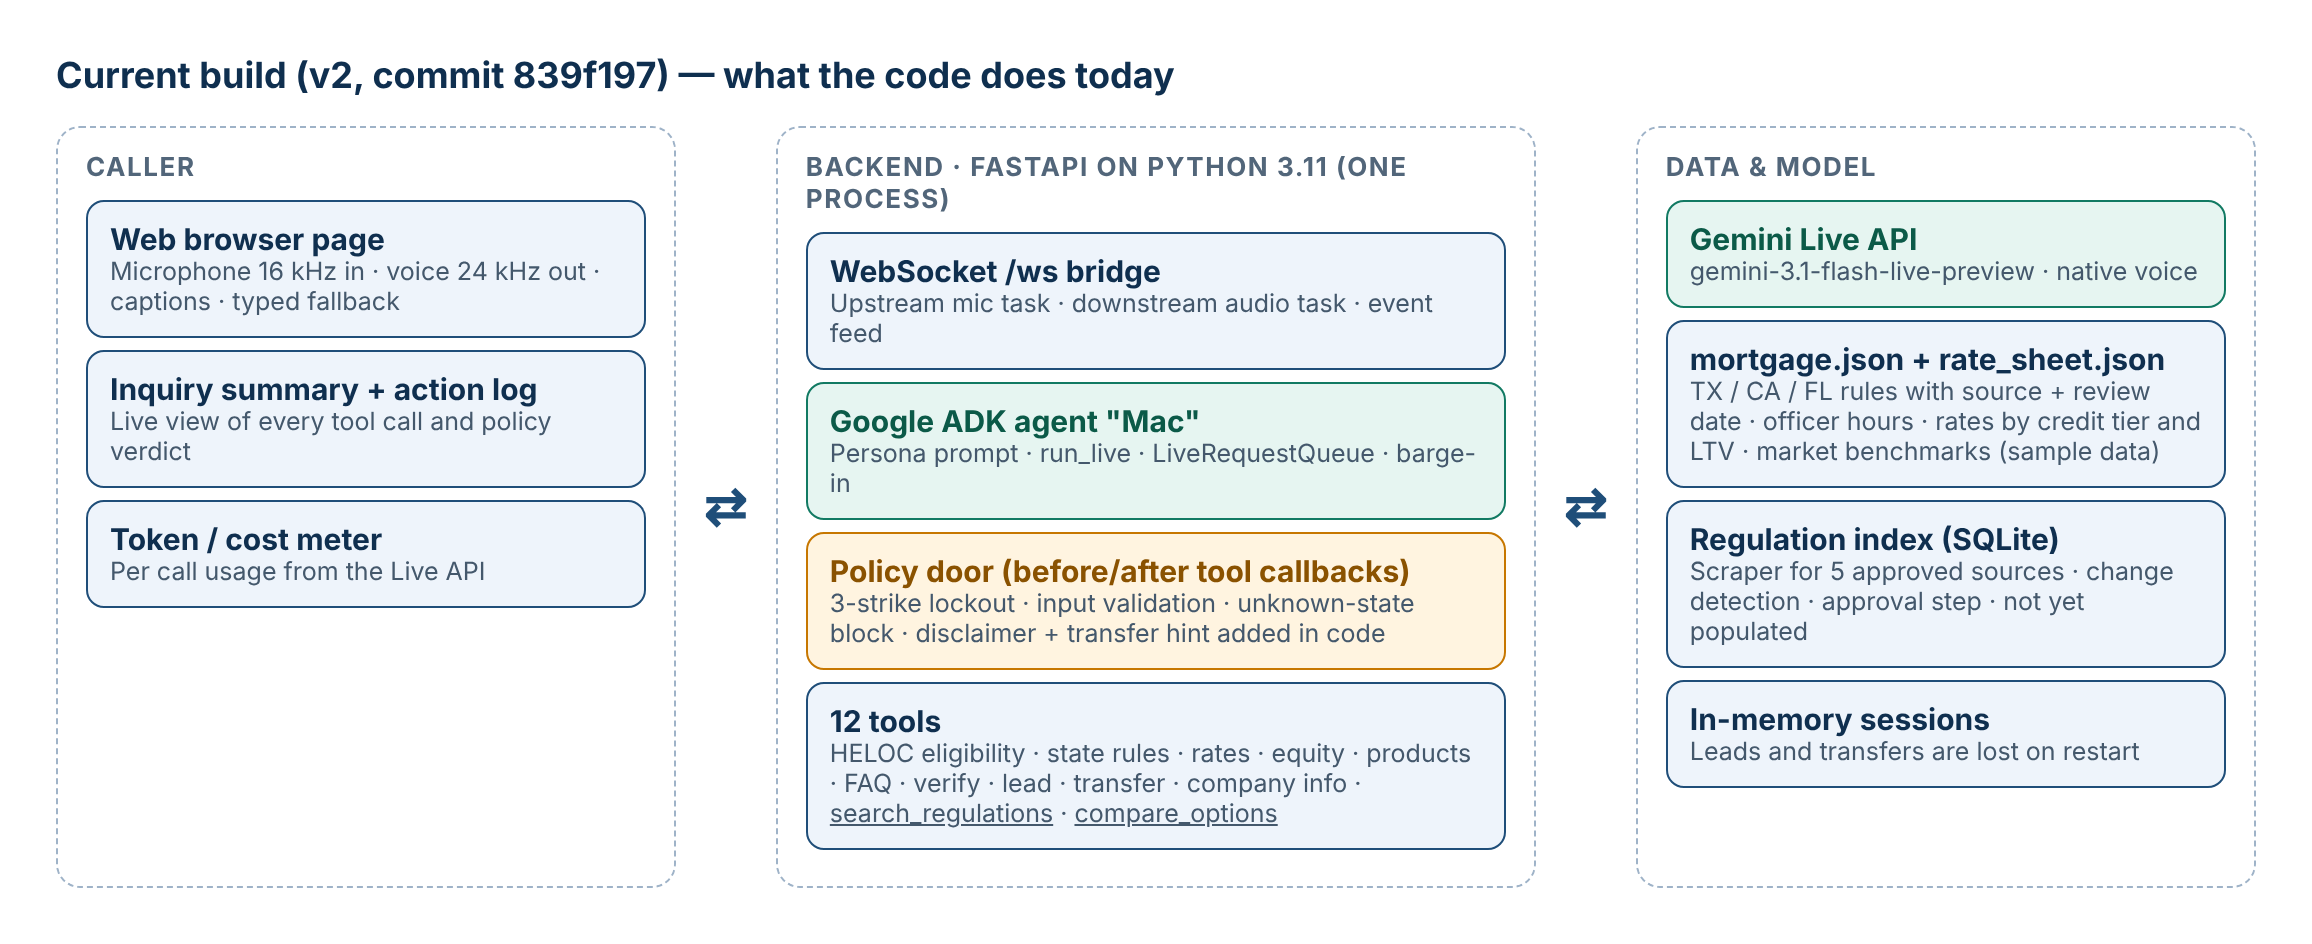 Current build (v2, commit 839f197) — what the code does today
CALLER
Web browser page
Microphone 16 kHz in · voice 24 kHz out ·
captions · typed fallback
Inquiry summary + action log
Live view of every tool call and policy
verdict
Token / cost meter
Per call usage from the Live API
⇄
BACKEND · FASTAPI ON PYTHON 3.11 (ONE
PROCESS)
WebSocket /ws bridge
Upstream mic task · downstream audio task · event
feed
Google ADK agent "Mac"
Persona prompt · run_live · LiveRequestQueue · barge-
in
Policy door (before/after tool callbacks)
3-strike lockout · input validation · unknown-state
block · disclaimer + transfer hint added in code
12 tools
HELOC eligibility · state rules · rates · equity · products
· FAQ · verify · lead · transfer · company info ·
search_regulations · compare_options
⇄
DATA & MODEL
Gemini Live API
gemini-3.1-flash-live-preview · native voice
mortgage.json + rate_sheet.json
TX / CA / FL rules with source + review
date · officer hours · rates by credit tier and
LTV · market benchmarks (sample data)
Regulation index (SQLite)
Scraper for 5 approved sources · change
detection · approval step · not yet
populated
In-memory sessions
Leads and transfers are lost on restart